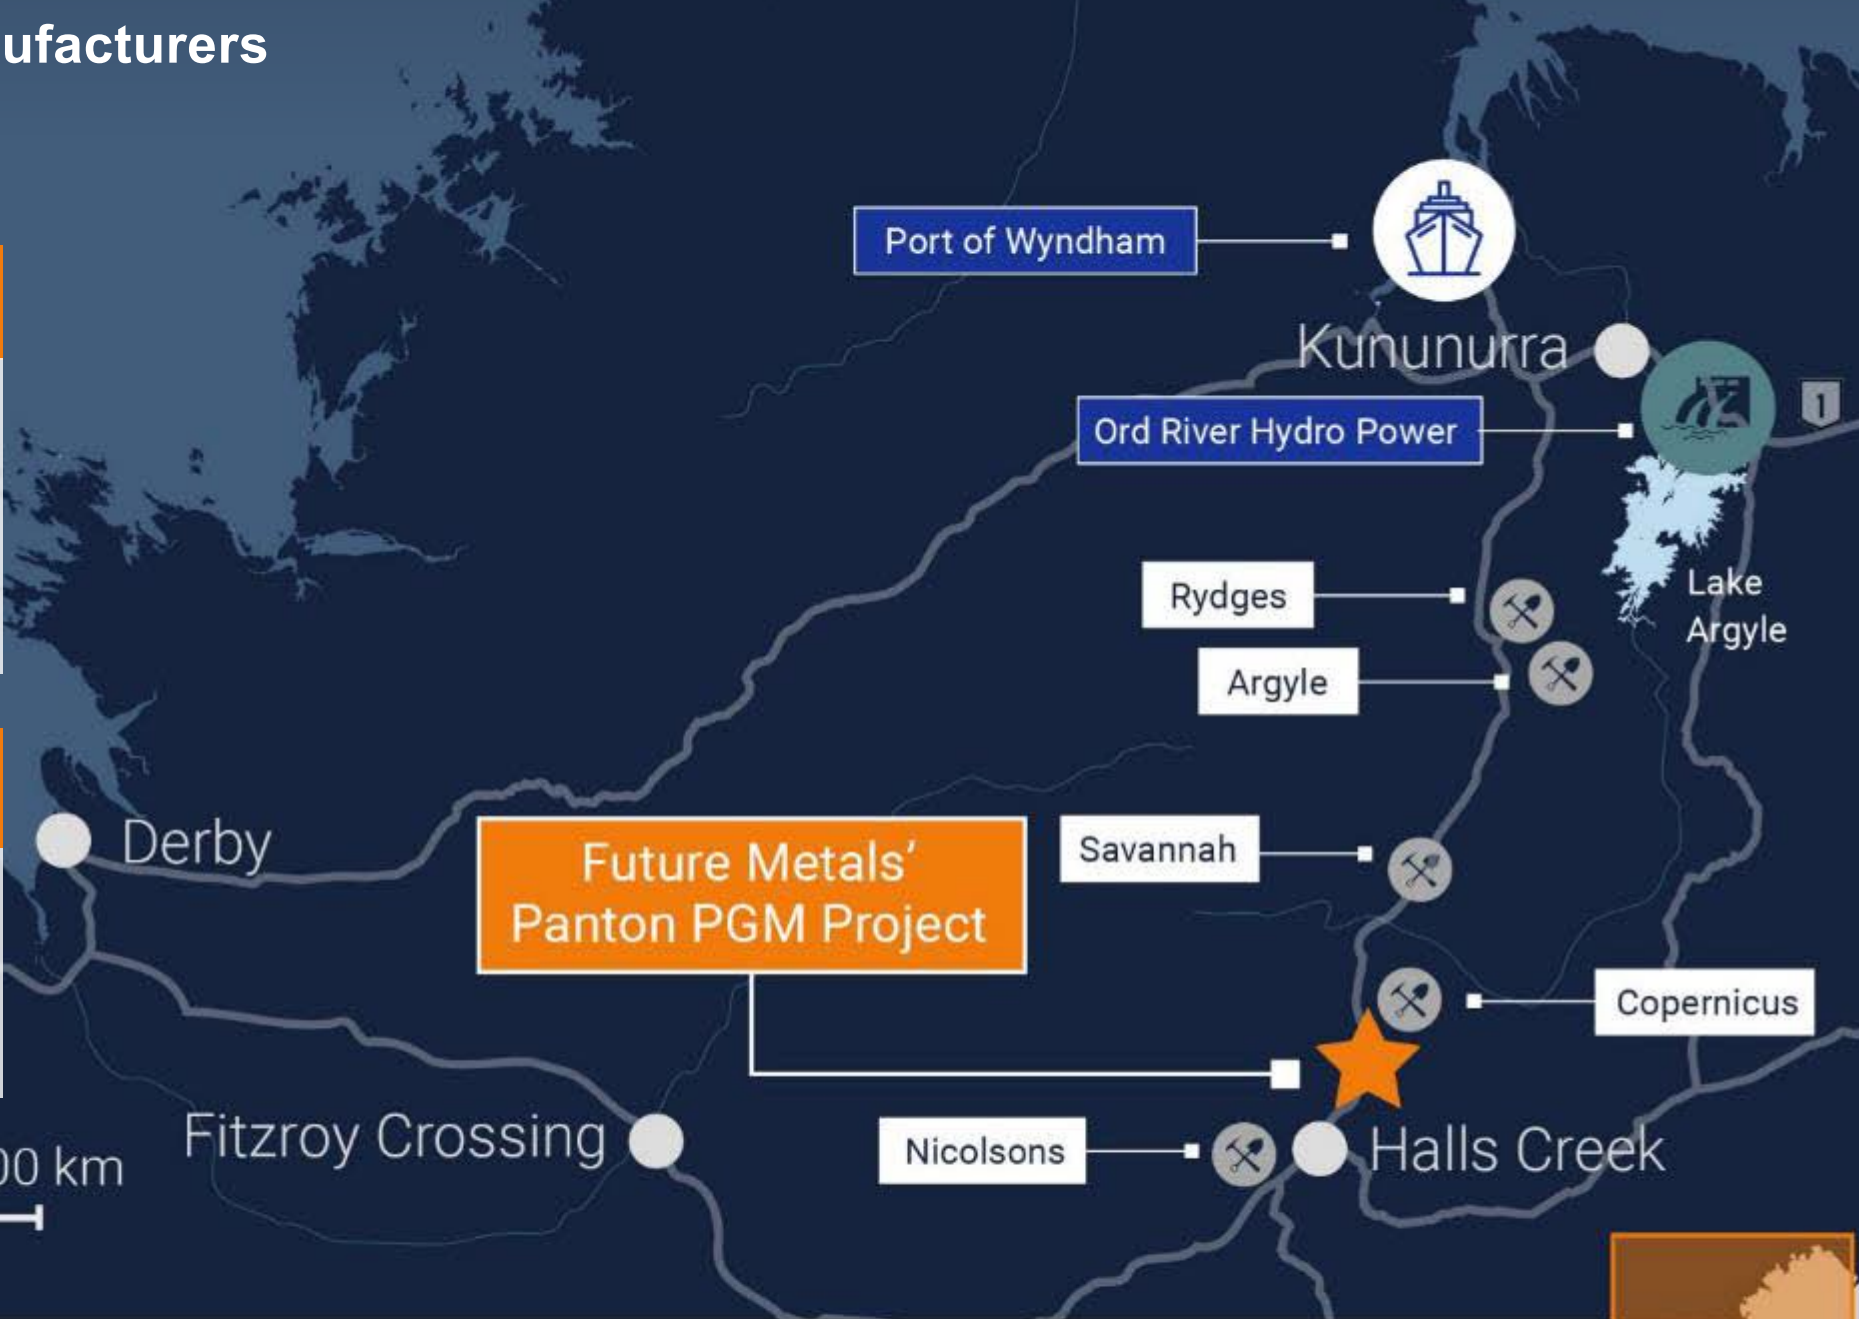 ufacturers
Port of Wyndham
Kununurra
Ord River Hydro Power
1
Rydges
Lake
Argyle
Argyle
Derby
Future Metals’
Panton PGM Project
Savannah
Copernicus
Fitzroy Crossing
Nicolsons
Halls Creek
00 km